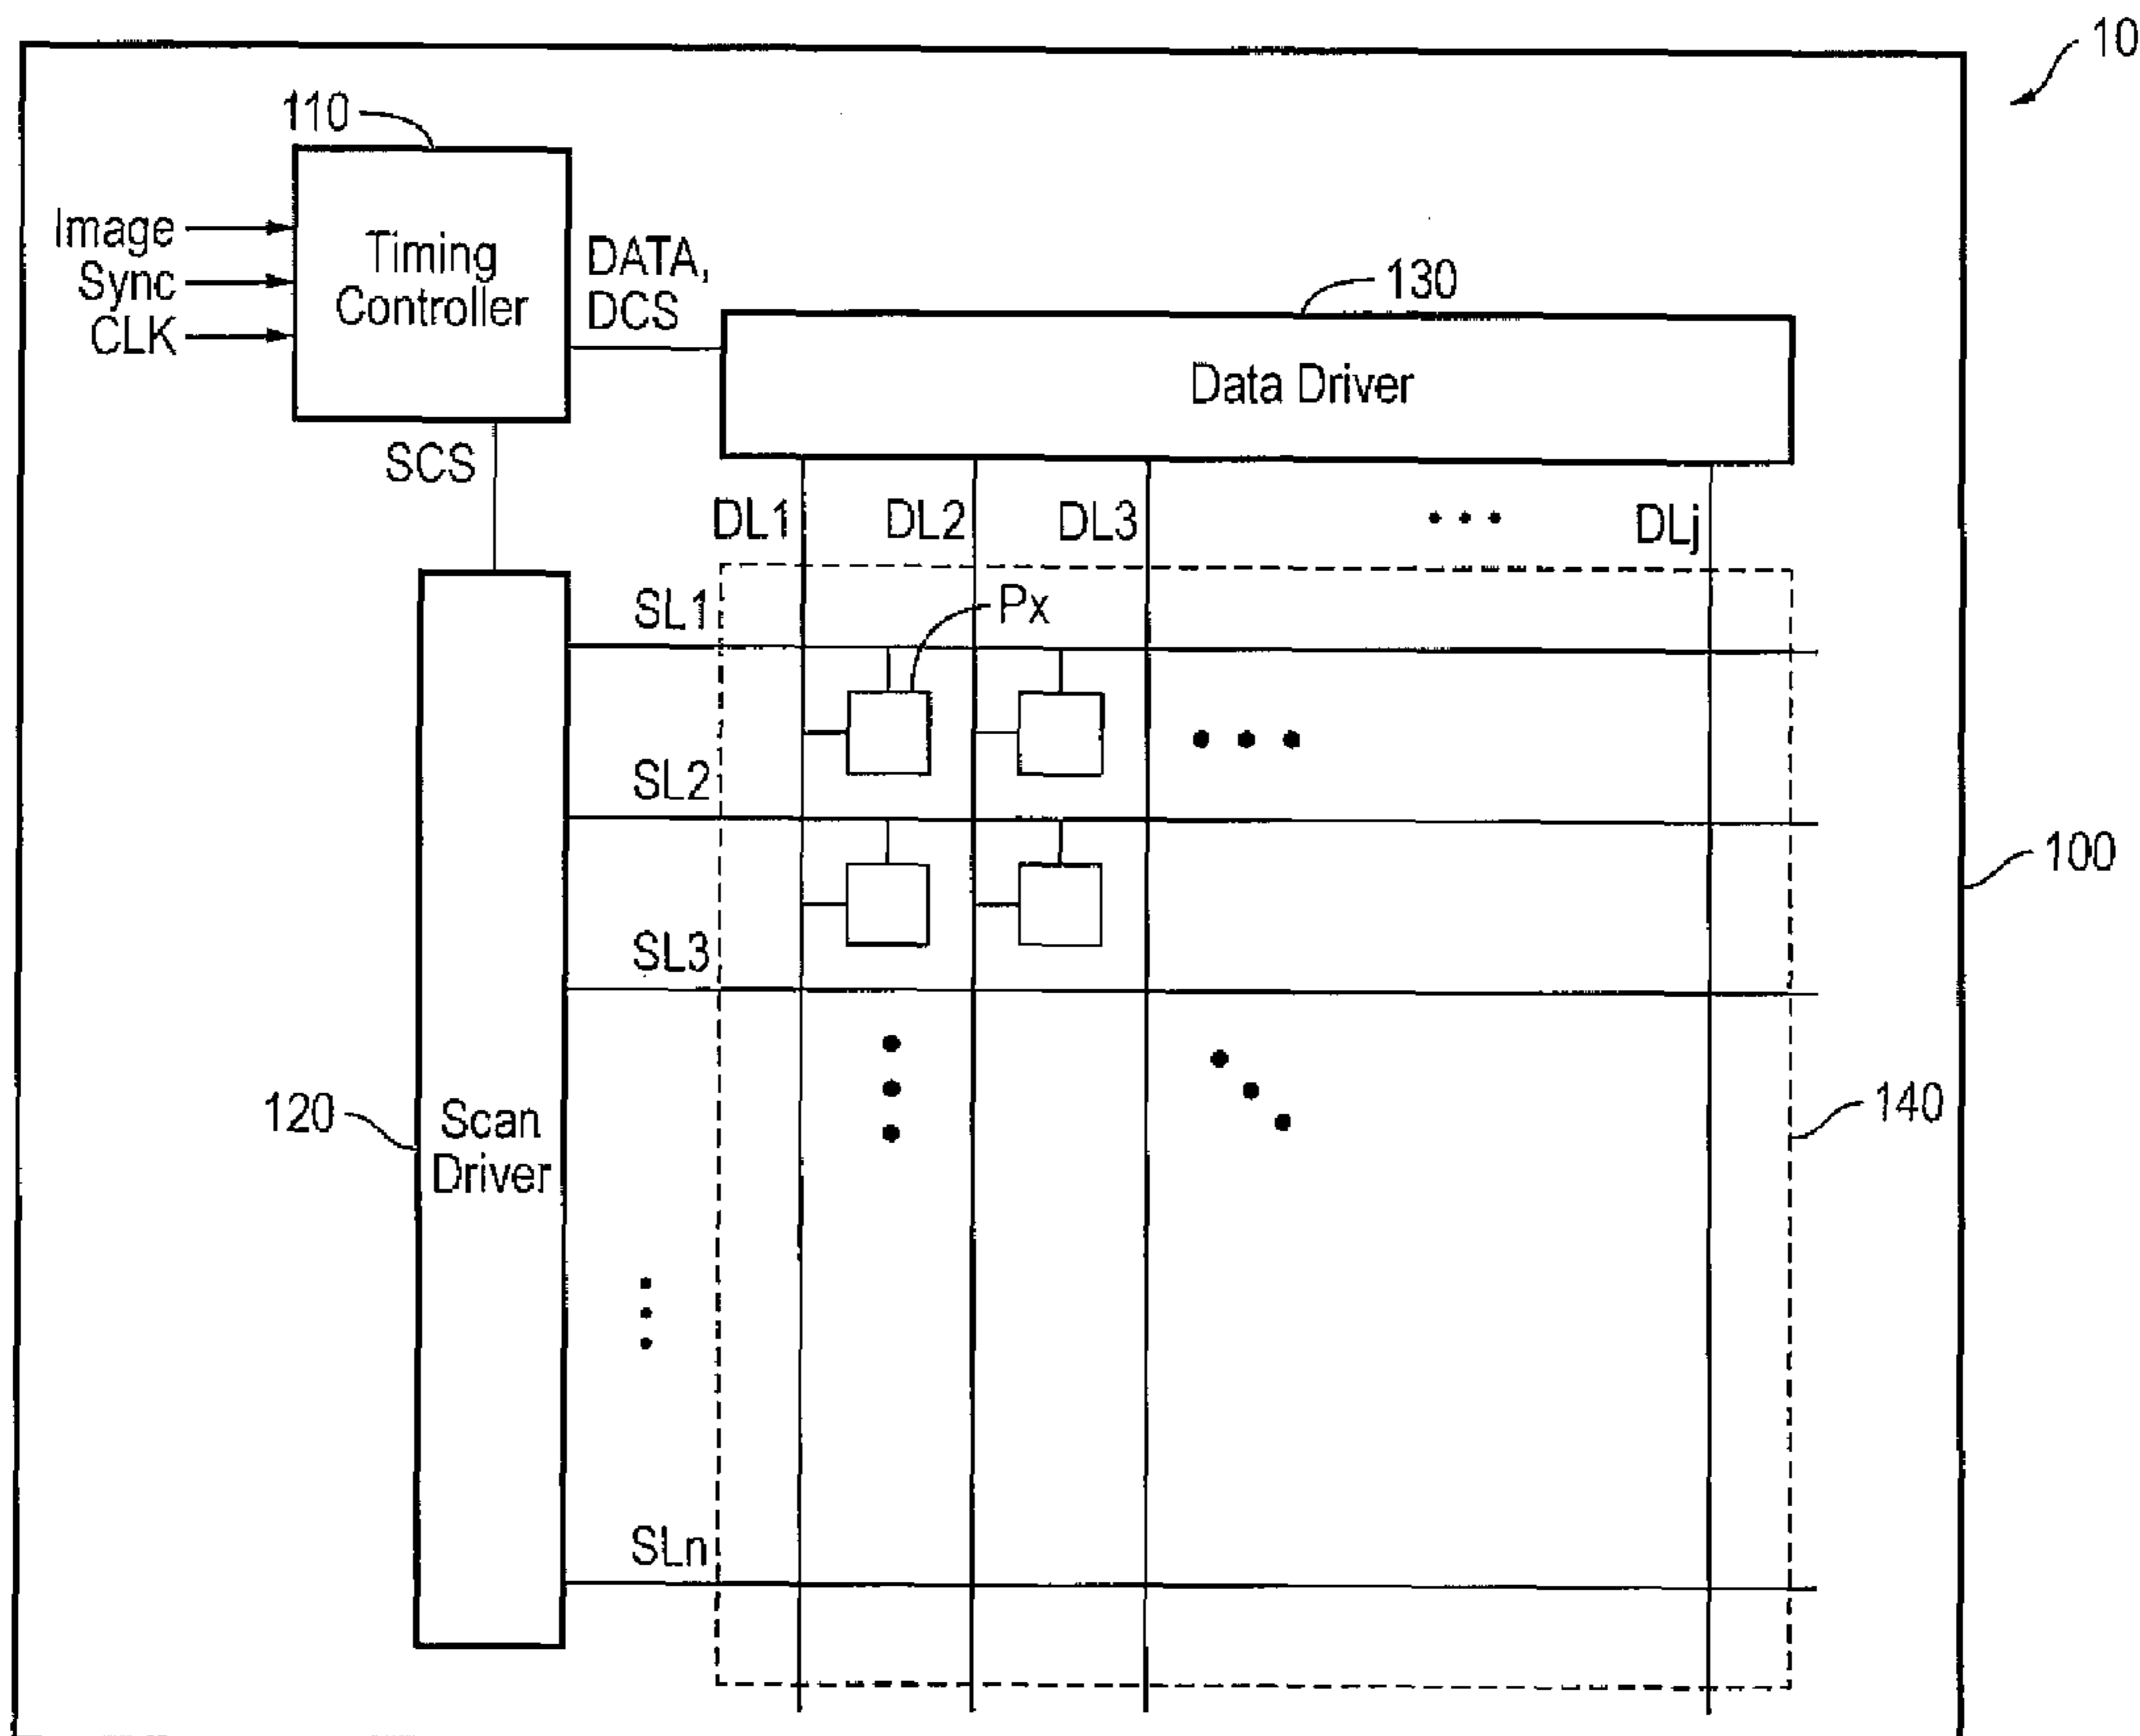 10
110
Image
Sync
CLK
Timing
Controller
DATA,
DCS
130
Data Driver
SCS
DL1
DL2
DL3
DLj
SL1
Px
SL2
100
SL3
120
Scan
Driver
140
SLn